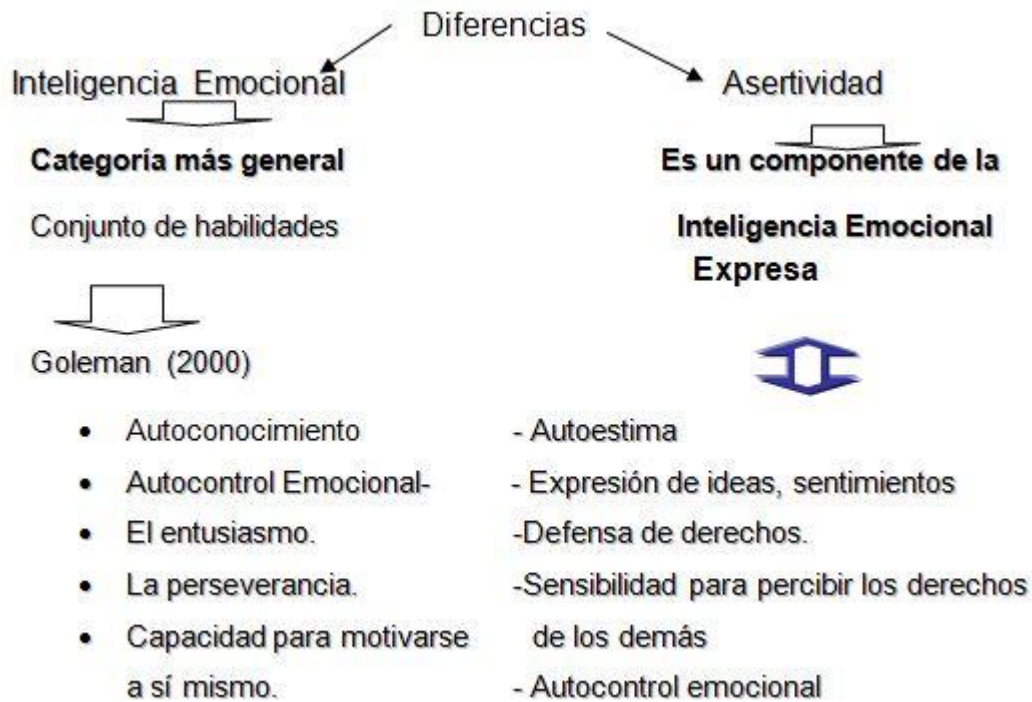 Diferencias
Inteligencia Emocional
Asertividad
Categoría más general
Es un componente de la
Conjunto de habilidades
Inteligencia Emocional
Expresa
Goleman (2000)
• Autoconocimiento
• Autocontrol Emocional-
• El entusiasmo.
• La perseverancia.
• Capacidad para motivarse
a sí mismo.
- Autoestima
- Expresión de ideas, sentimientos
-Defensa de derechos.
-Sensibilidad para percibir los derechos
de los demás
- Autocontrol emocional